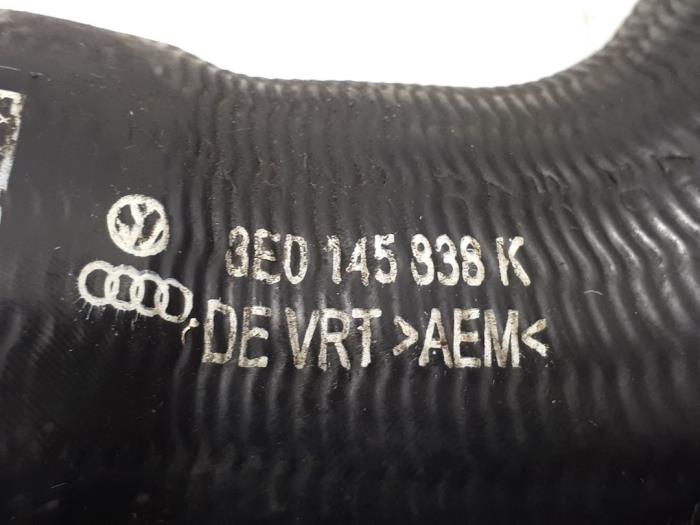 3E0 145 838 K
DE VRT >AEM<